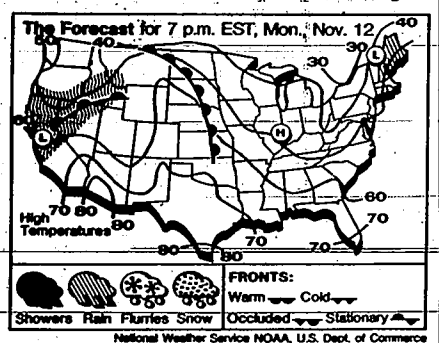 The Forecast for 7 p.m. EST, Mon., Nov. 12
40
60 40
30
L
30
60
L
H
60
High
Temperatures
70 80
80
70
70
70
80 80
Showers Rain Flurries Snow
FRONTS:
Warm Cold
Occluded Stationary
National Weather Service NOAA, U.S. Dept. of Commerce